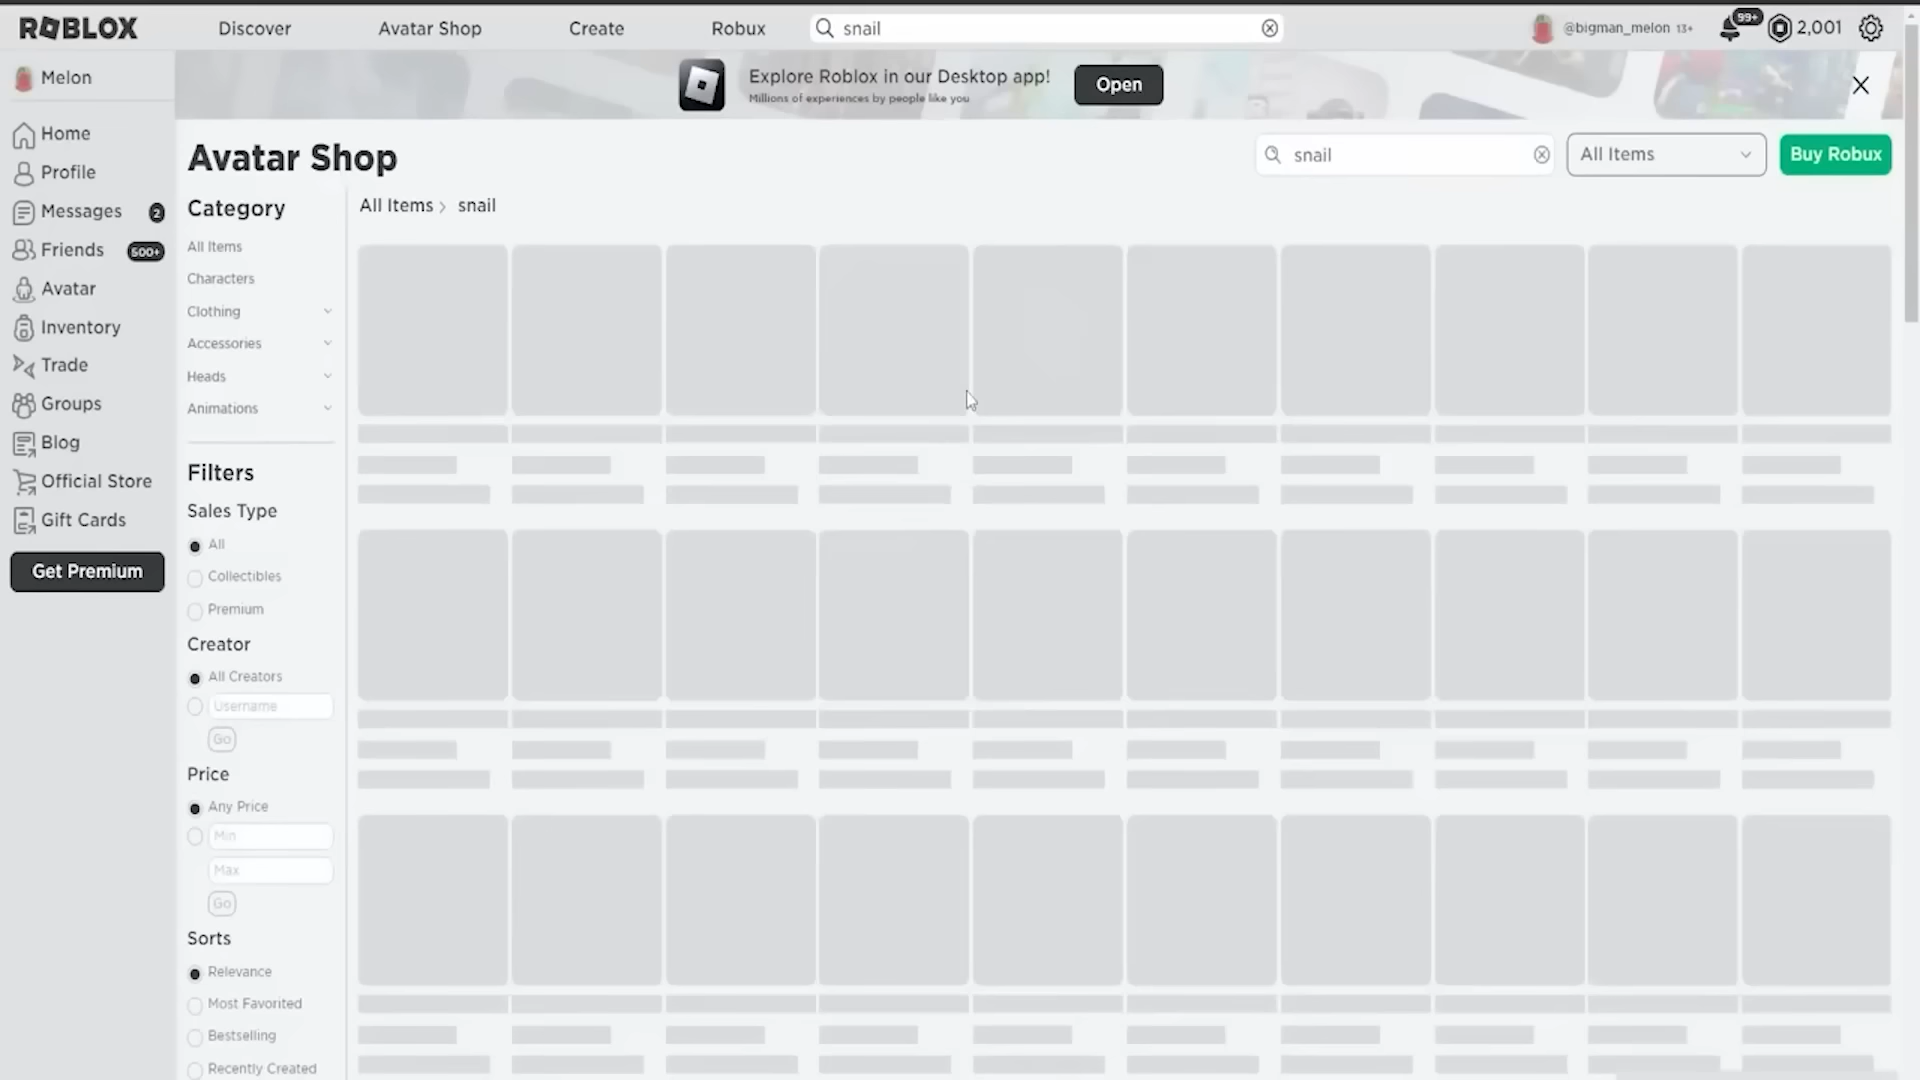 ROBLOX
Discover
Avatar Shop
Create
Robux
snail
@bigman_melon 13+
99+
2,001
Melon
Explore Roblox in our Desktop app!
Millions of experiences by people like you
Open
Home
Profile
Messages
2
Friends
500+
Avatar
Inventory
Trade
Groups
Blog
Official Store
Gift Cards
Get Premium
Avatar Shop
snail
All Items
Buy Robux
Category
All Items
Characters
Clothing
Accessories
Heads
Animations
Filters
Sales Type
All
Collectibles
Premium
Creator
All Creators
Username
Go
Price
Any Price
Min
Max
Go
Sorts
Relevance
Most Favorited
Bestselling
Recently Created
All Items > snail